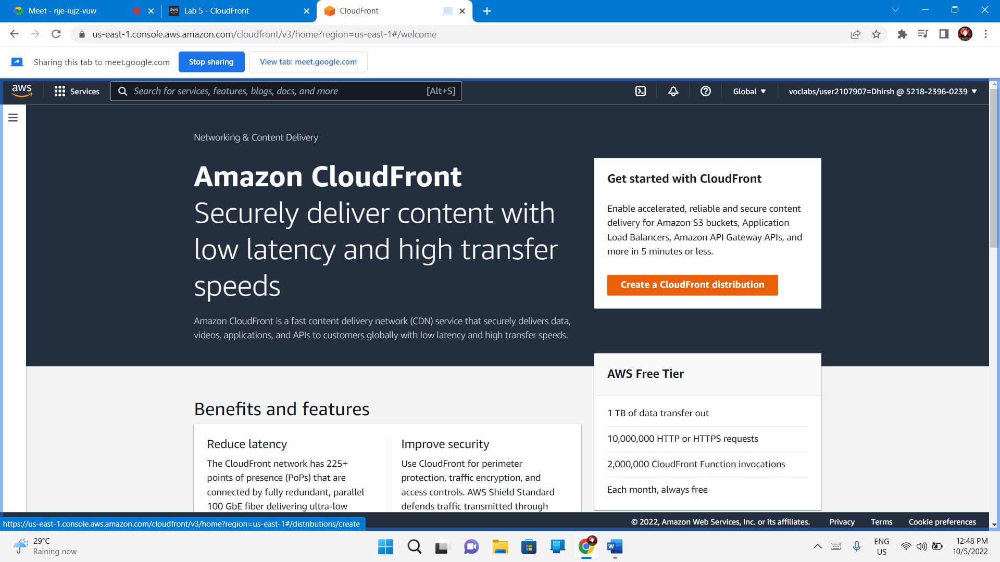 Meet - nje-iujz-vuw
aws Lab 5 - CloudFront
CloudFront
us-east-1.console.aws.amazon.com/cloudfront/v3/home?region=us-east-1#/welcome
Sharing this tab to meet.google.com
Stop sharing
View tab: meet.google.com
aws
Services
Search for services, features, blogs, docs, and more
[Alt+S]
Global
voclabs/user2107907=Dhirsh @ 5218-2396-0239
Networking & Content Delivery
Amazon CloudFront
Securely deliver content with
low latency and high transfer
speeds
Amazon CloudFront is a fast content delivery network (CDN) service that securely delivers data,
videos, applications, and APIs to customers globally with low latency and high transfer speeds.
Get started with CloudFront
Enable accelerated, reliable and secure content
delivery for Amazon S3 buckets, Application
Load Balancers, Amazon API Gateway APIs, and
more in 5 minutes or less.
Create a CloudFront distribution
AWS Free Tier
1 TB of data transfer out
10,000,000 HTTP or HTTPS requests
2,000,000 CloudFront Function invocations
Each month, always free
Benefits and features
Reduce latency
The CloudFront network has 225+
points of presence (PoPs) that are
connected by fully redundant, parallel
100 GbE fiber delivering ultra-low
Improve security
Use CloudFront for perimeter
protection, traffic encryption, and
access controls. AWS Shield Standard
defends traffic transmitted through
https://us-east-1.console.aws.amazon.com/cloudfront/v3/home?region=us-east-1#/distributions/create
© 2022, Amazon Web Services, Inc. or its affiliates.
Privacy
Terms
Cookie preferences
29°C
Raining now
W
ENG
US
12:48 PM
10/5/2022